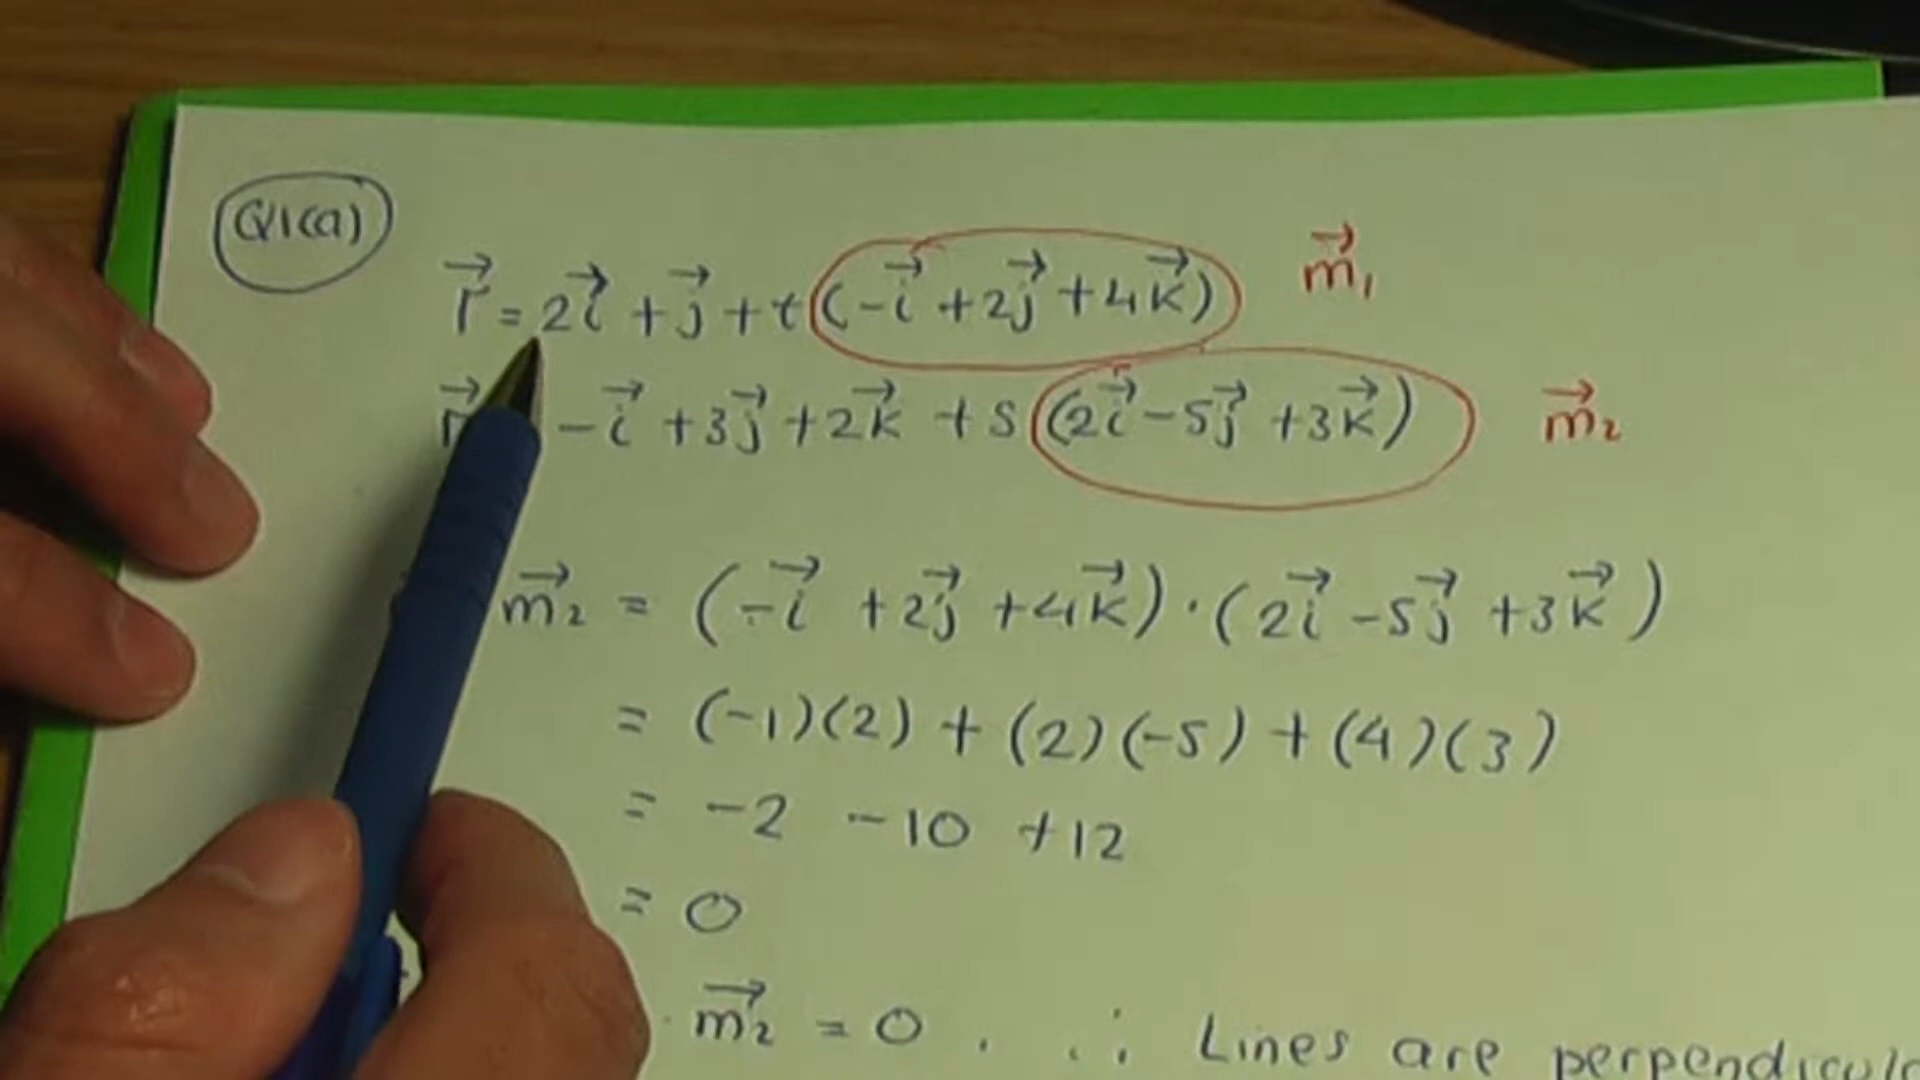 Q1(a)
r⃗ = 2i⃗ + j⃗ + t(-i⃗ + 2j⃗ + 4k⃗) m⃗₁
r⃗ -i⃗ + 3j⃗ + 2k⃗ + s(2i⃗ - 5j⃗ + 3k⃗) m⃗₂
m⃗₂ = (-i⃗ + 2j⃗ + 4k⃗) · (2i⃗ - 5j⃗ + 3k⃗)
= (-1)(2) + (2)(-5) + (4)(3)
= -2 -10 +12
= 0
· m⃗₂ = 0 . ∴ Lines are